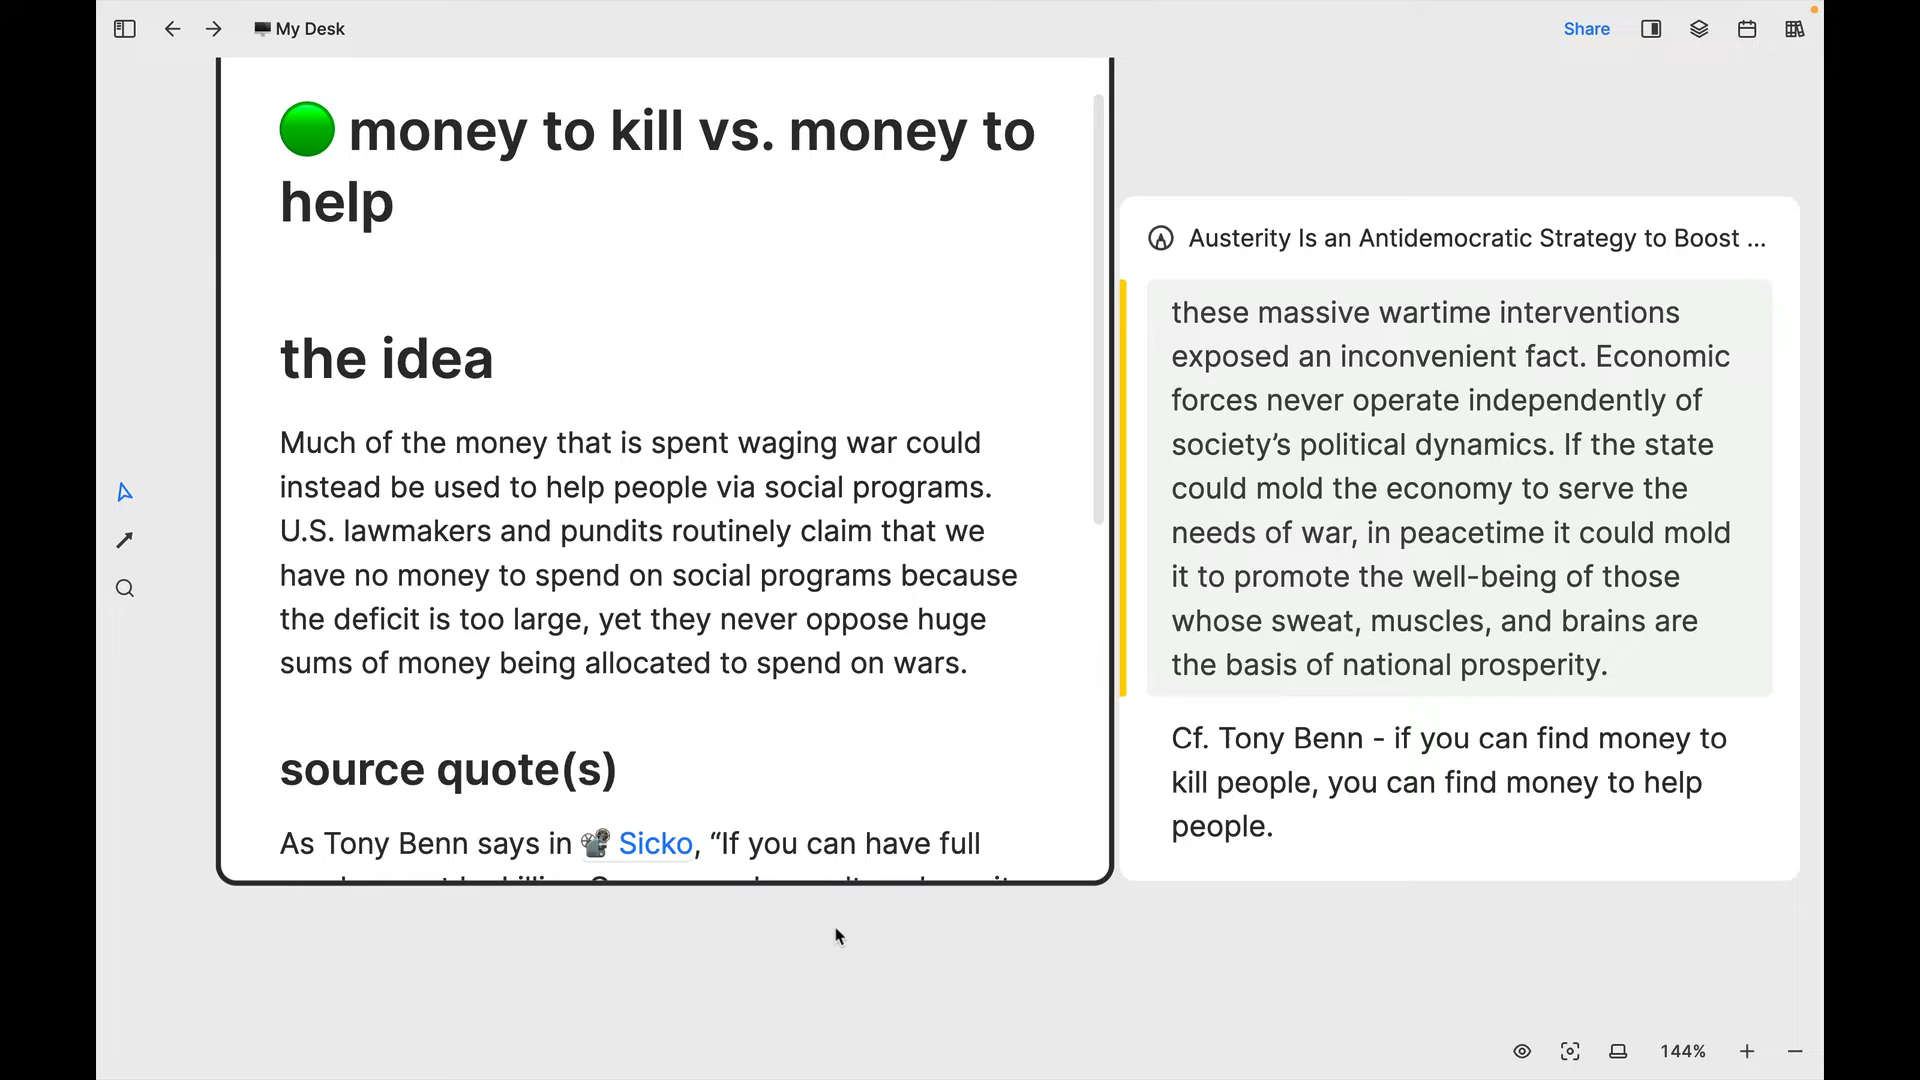 My Desk
Share
money to kill vs. money to
help
the idea
Much of the money that is spent waging war could
instead be used to help people via social programs.
U.S. lawmakers and pundits routinely claim that we
have no money to spend on social programs because
the deficit is too large, yet they never oppose huge
sums of money being allocated to spend on wars.
source quote(s)
As Tony Benn says in Sicko, “If you can have full
Austerity Is an Antidemocratic Strategy to Boost ...
these massive wartime interventions
exposed an inconvenient fact. Economic
forces never operate independently of
society’s political dynamics. If the state
could mold the economy to serve the
needs of war, in peacetime it could mold
it to promote the well-being of those
whose sweat, muscles, and brains are
the basis of national prosperity.
Cf. Tony Benn - if you can find money to
kill people, you can find money to help
people.
144%